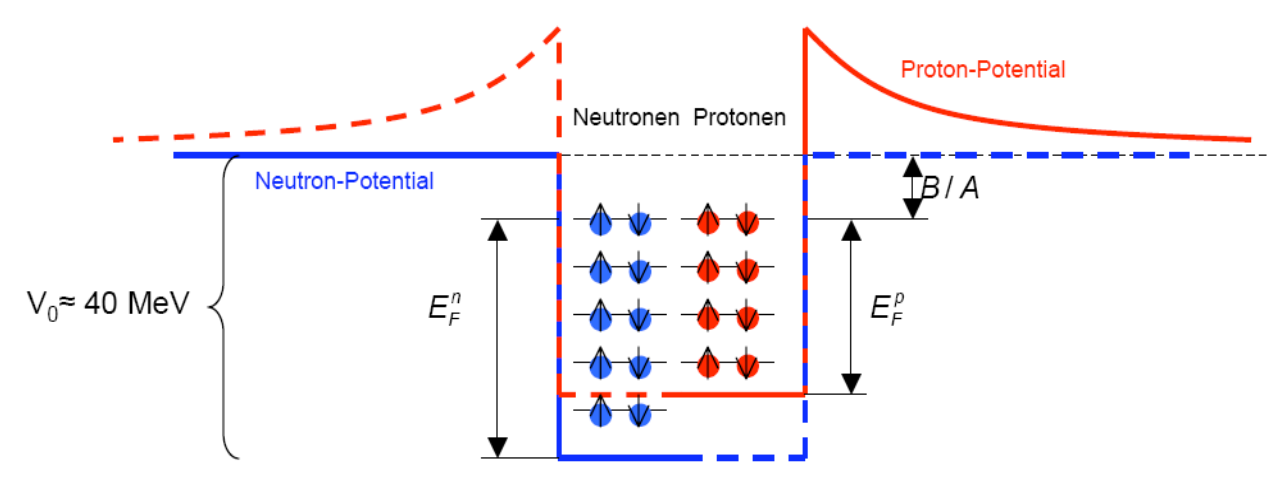 Proton-Potential
Neutronen Protonen
Neutron-Potential
B / A
V₀≈ 40 MeV
E_F^n
E_F^p